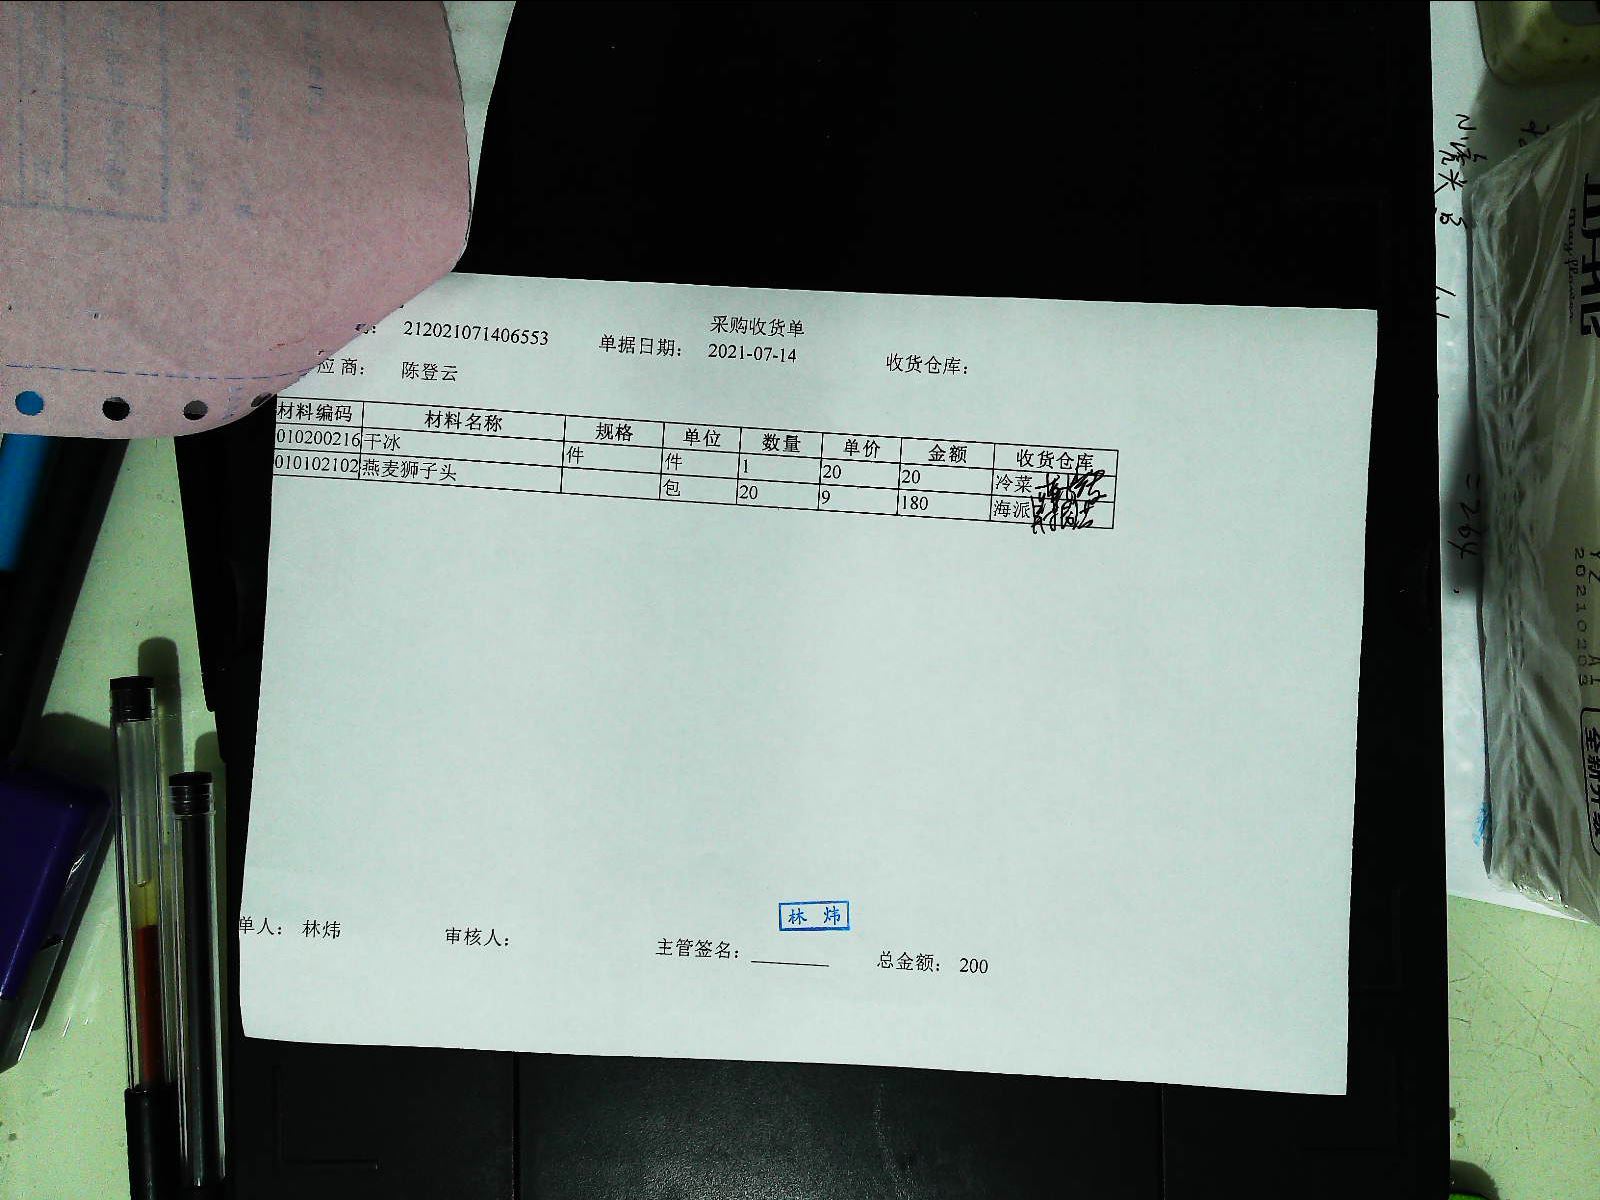 采购收货单
212021071406553 单据日期: 2021-07-14 收货仓库:
应商: 陈登云
材料编码 材料名称 规格 单位 数量 单价 金额 收货仓库
010200216 干冰 件 件 1 20 20 冷菜
010102102 燕麦狮子头 包 20 9 180 海派
林炜
单人: 林炜 审核人: 主管签名: 总金额: 200
=264
20210203